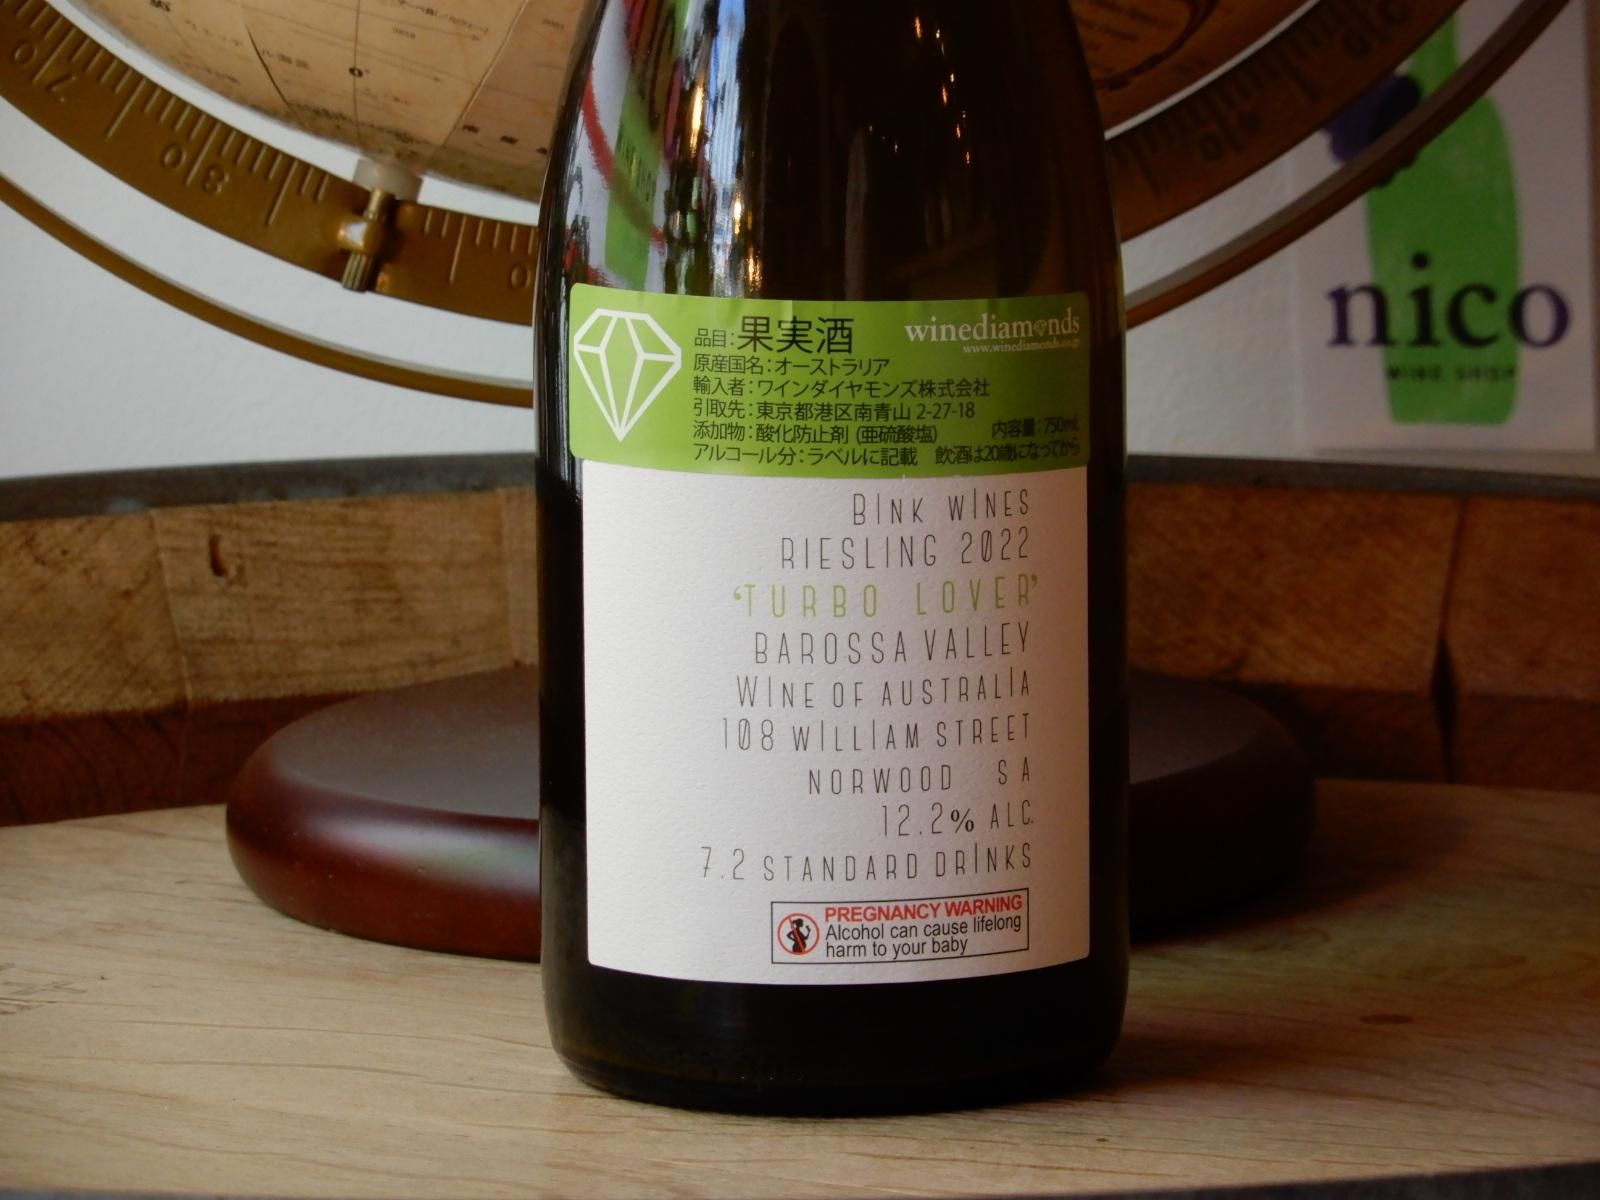 品目:果実酒
winediamonds
www.winediamonds.co.jp
原産国名:オーストラリア
輸入者:ワインダイヤモンズ株式会社
引取先:東京都港区南青山 2-27-18
添加物:酸化防止剤 (亜硫酸塩) 内容量:750mL
アルコール分:ラベルに記載 飲酒は20歳になってから
BINK WINES
RIESLING 2022
‘TURBO LOVER’
BAROSSA VALLEY
WINE OF AUSTRALIA
108 WILLIAM STREET
NORWOOD SA
12.2% ALC.
7.2 STANDARD DRINKS
PREGNANCY WARNING
Alcohol can cause lifelong
harm to your baby
nico
WINE SHOP